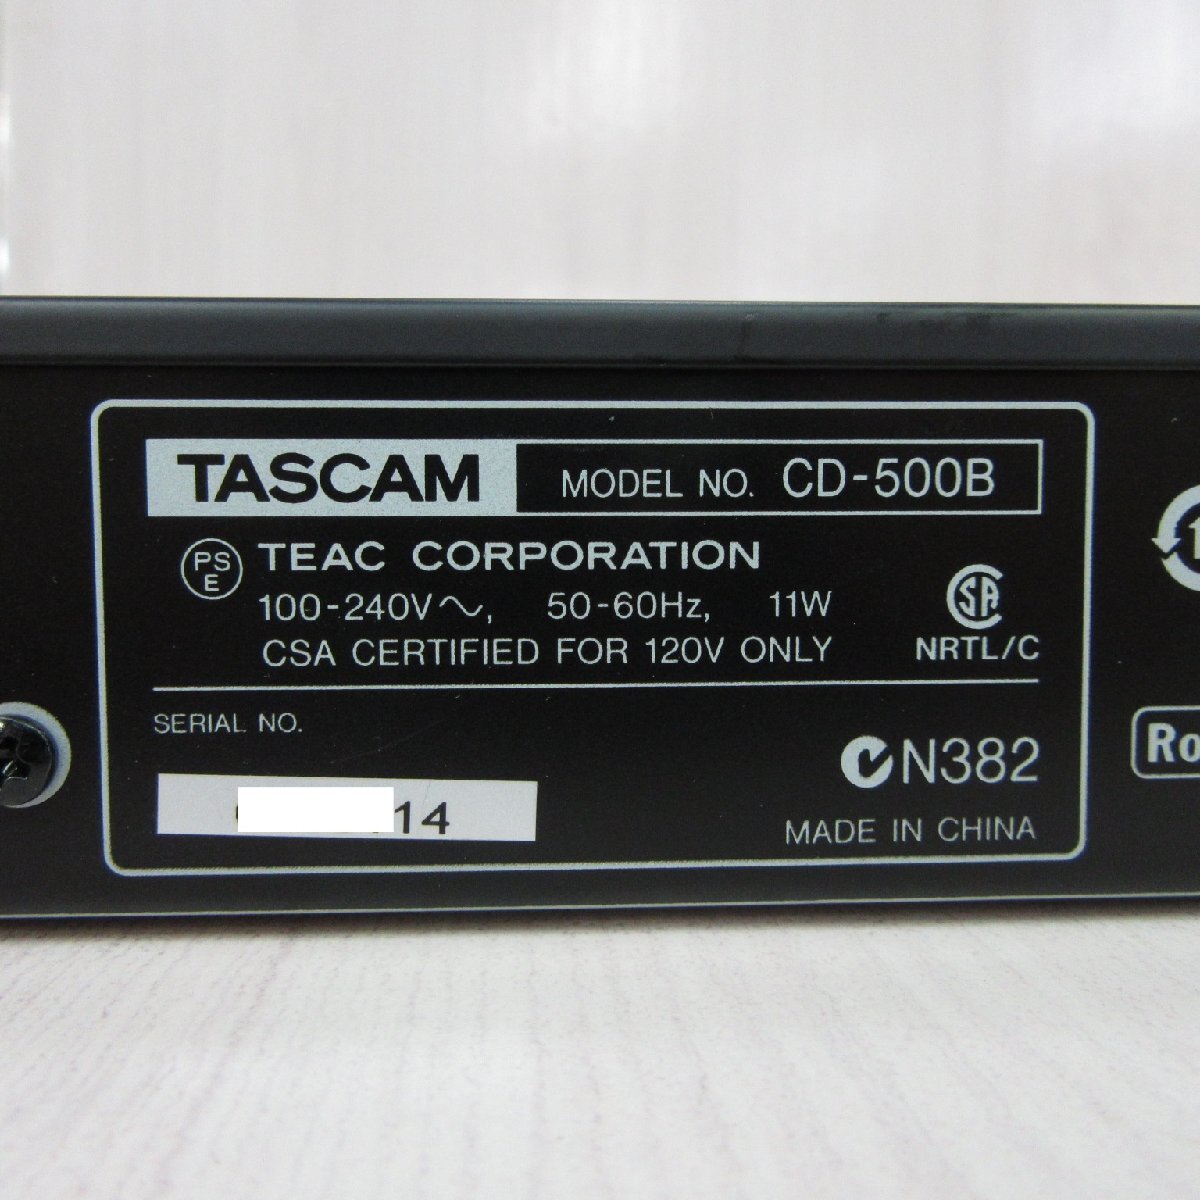 TASCAM MODEL NO. CD-500B
PS
E
TEAC CORPORATION
100-240V~, 50-60Hz, 11W
CSA CERTIFIED FOR 120V ONLY
SA
NRTL/C
SERIAL NO.
14
N382
MADE IN CHINA